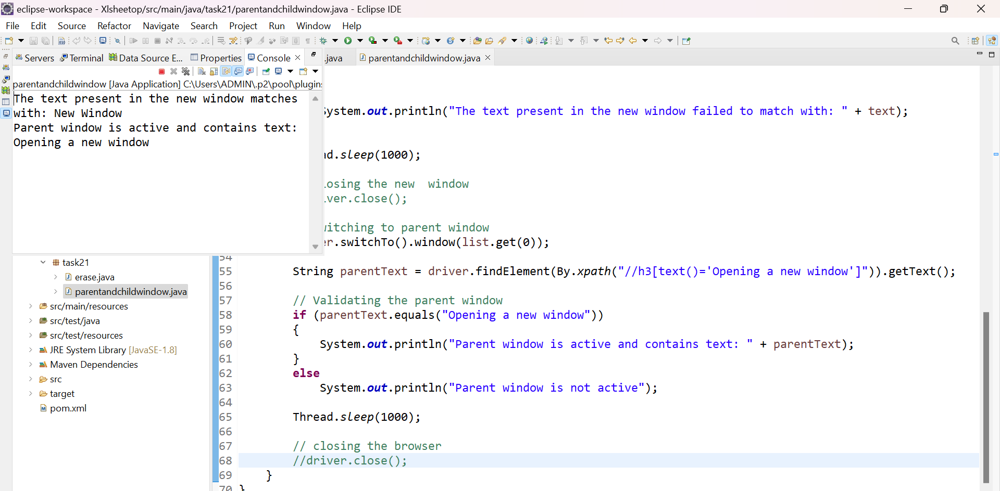 eclipse-workspace - Xlsheetop/src/main/java/task21/parentandchildwindow.java - Eclipse IDE
File Edit Source Refactor Navigate Search Project Run Window Help
Servers Terminal Data Source E... Properties Console .java parentandchildwindow.java
parentandchildwindow [Java Application] C:\Users\ADMIN\.p2\pool\plugins
The text present in the new window matches
with: New Window
Parent window is active and contains text:
Opening a new window
System.out.println("The text present in the new window failed to match with: " + text);
d.sleep(1000);
losing the new  window
iver.close();
witching to parent window
er.switchTo().window(list.get(0));
task21
erase.java
parentandchildwindow.java
src/main/resources
src/test/java
src/test/resources
JRE System Library [JavaSE-1.8]
Maven Dependencies
src
target
pom.xml
54
55 String parentText = driver.findElement(By.xpath("//h3[text()='Opening a new window']")).getText();
56
57 // Validating the parent window
58 if (parentText.equals("Opening a new window"))
59 {
60 System.out.println("Parent window is active and contains text: " + parentText);
61 }
62 else
63 System.out.println("Parent window is not active");
64
65 Thread.sleep(1000);
66
67 // closing the browser
68 //driver.close();
69 }
70 }